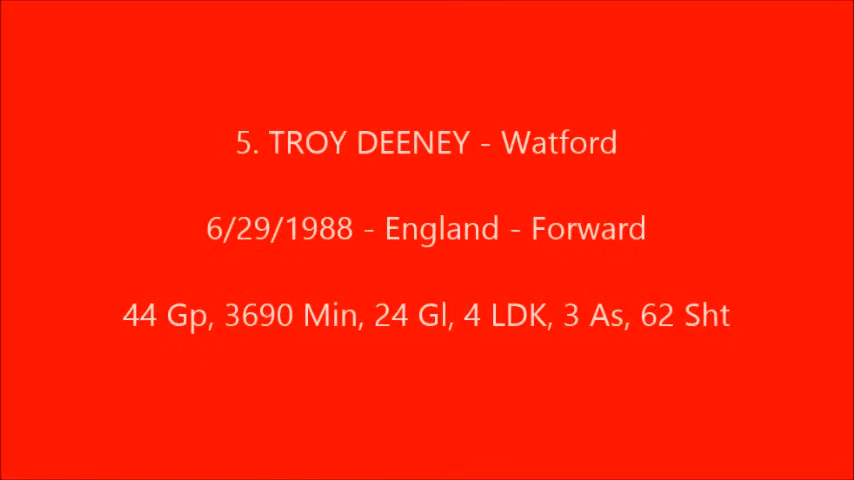 5. TROY DEENEY - Watford
6/29/1988 - England - Forward
44 Gp, 3690 Min, 24 Gl, 4 LDK, 3 As, 62 Sht